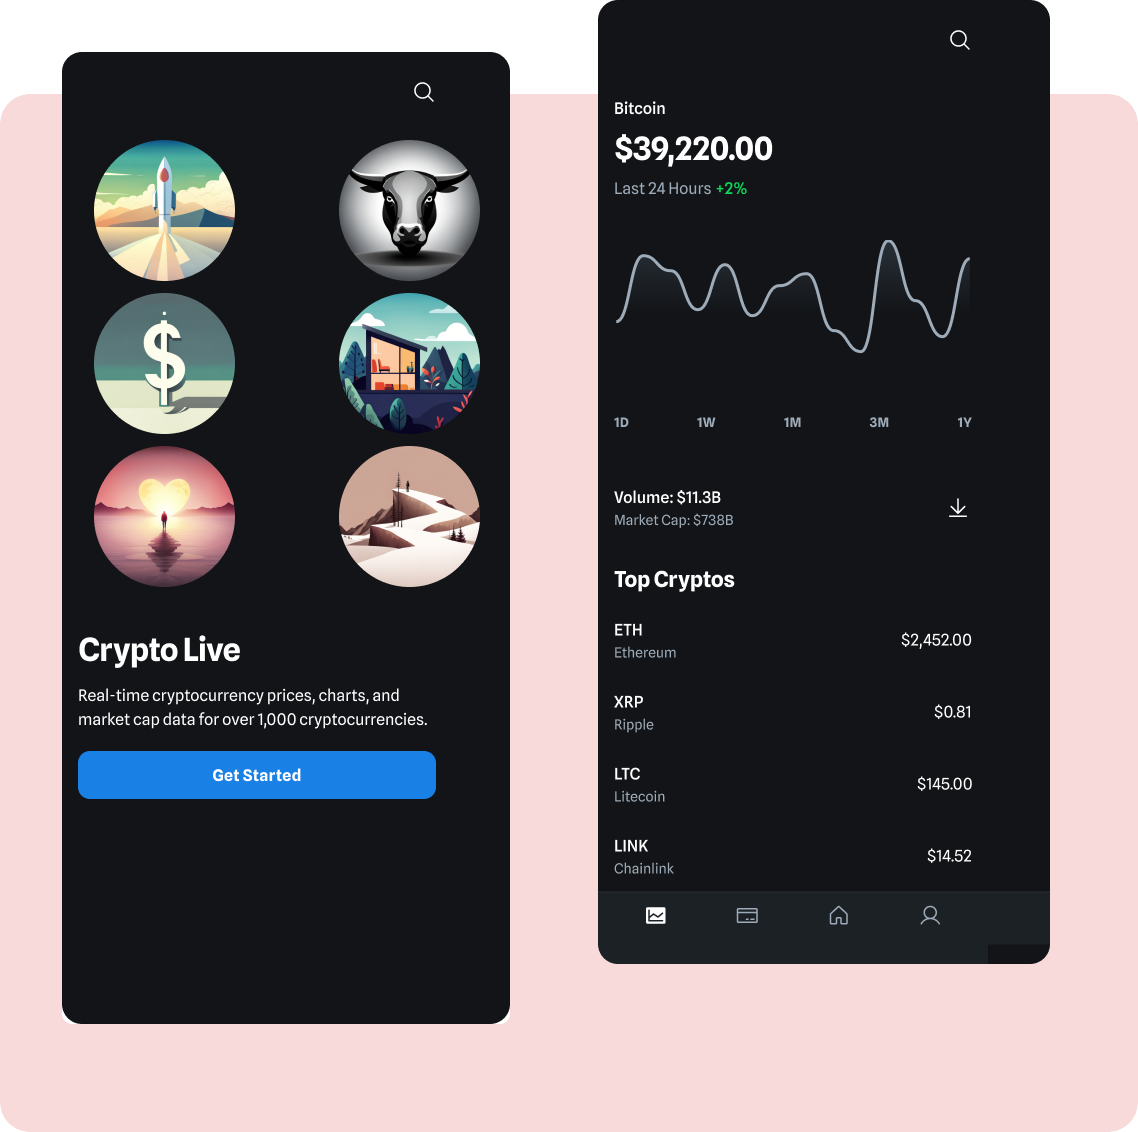 Crypto Live
Real-time cryptocurrency prices, charts, and
market cap data for over 1,000 cryptocurrencies.
Get Started
Bitcoin
$39,220.00
Last 24 Hours +2%
1D 1W 1M 3M 1Y
Volume: $11.3B
Market Cap: $738B
Top Cryptos
ETH
$2,452.00
Ethereum
XRP
$0.81
Ripple
LTC
$145.00
Litecoin
LINK
$14.52
Chainlink